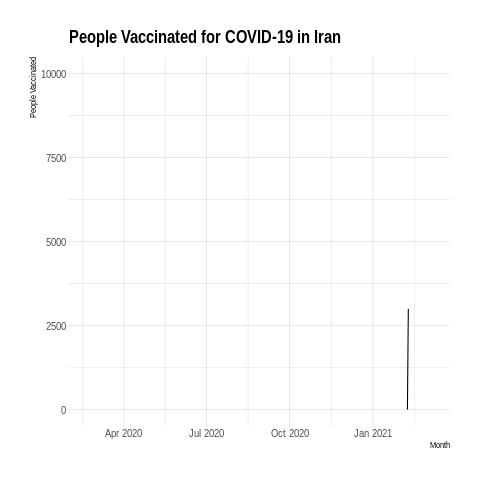 People Vaccinated for COVID-19 in Iran
People Vaccinated
10000
7500
5000
2500
0
Apr 2020 Jul 2020 Oct 2020 Jan 2021
Month